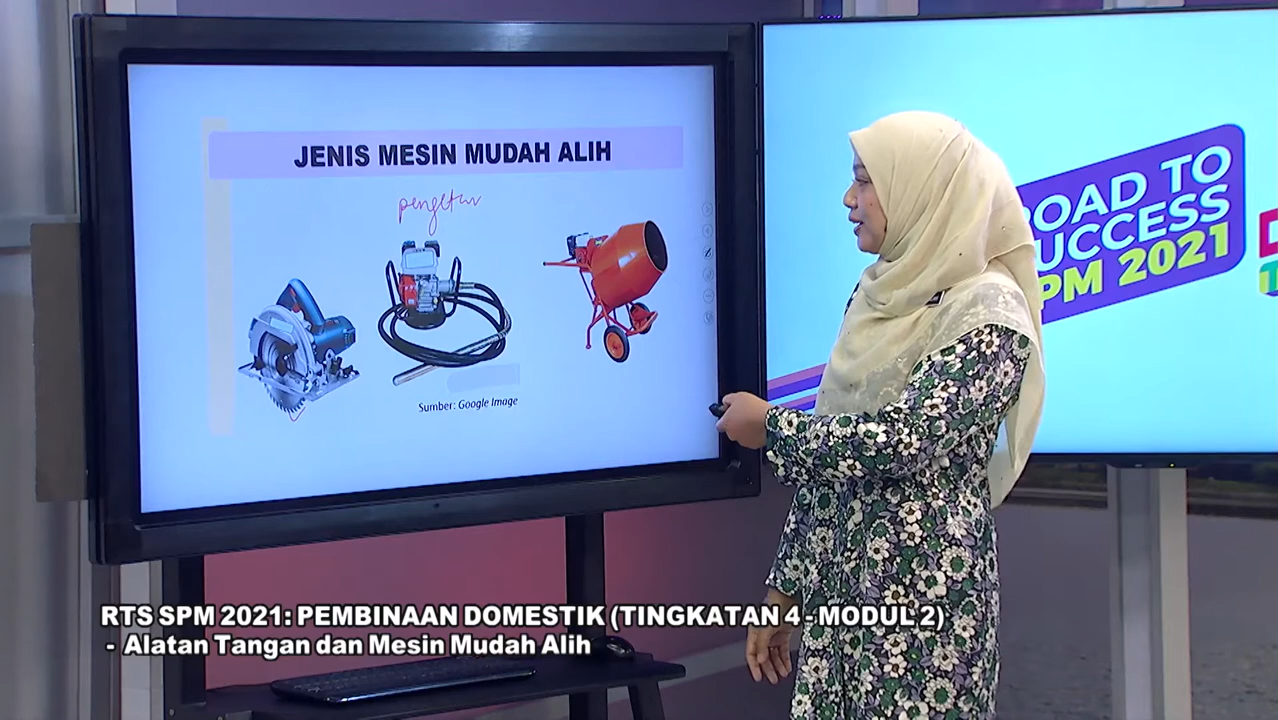 JENIS MESIN MUDAH ALIH
pengetar
Sumber: Google Image
ROAD TO
SUCCESS
SPM 2021
RTS SPM 2021: PEMBINAAN DOMESTIK (TINGKATAN 4 - MODUL 2)
- Alatan Tangan dan Mesin Mudah Alih